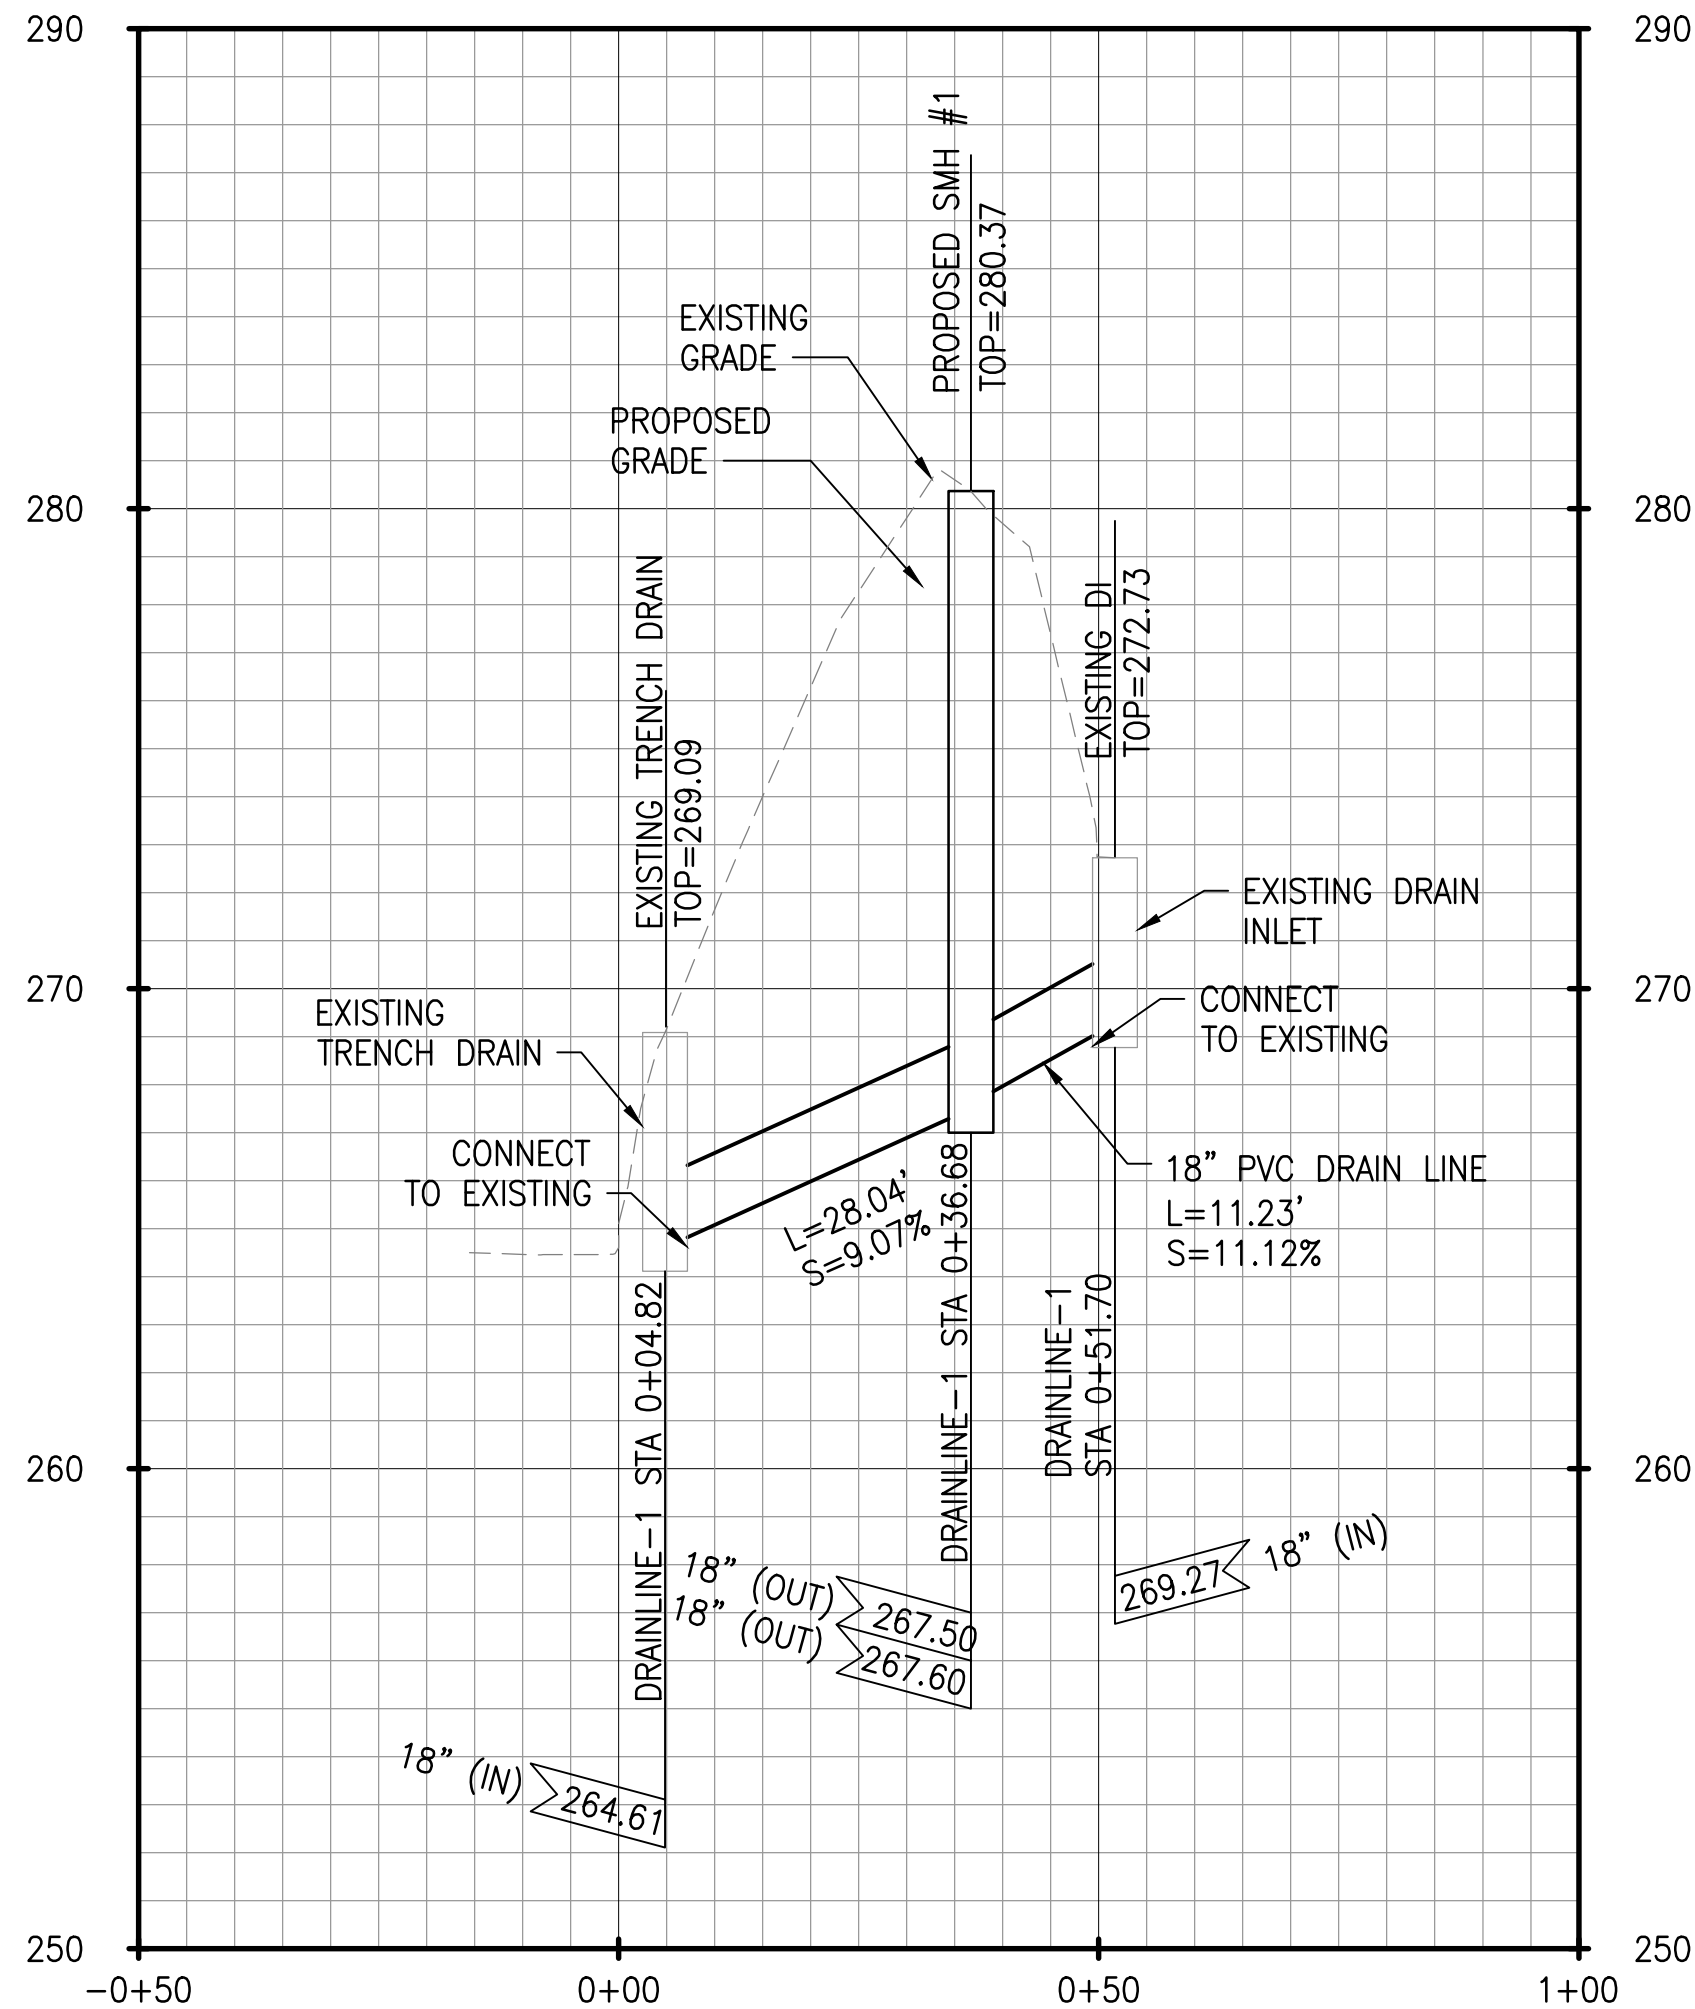 290
290
PROPOSED SMH #1
TOP=280.37
EXISTING
GRADE
PROPOSED
GRADE
280
280
EXISTING TRENCH DRAIN
TOP=269.09
EXISTING DI
TOP=272.73
EXISTING DRAIN
INLET
270
270
EXISTING
TRENCH DRAIN
CONNECT
TO EXISTING
CONNECT
TO EXISTING
L=28.04'
S=9.07%
18" PVC DRAIN LINE
L=11.23'
S=11.12%
DRAINLINE-1 STA 0+04.82
DRAINLINE-1 STA 0+36.68
DRAINLINE-1
STA 0+51.70
260
260
18" (OUT)
267.50
18" (OUT)
267.60
269.27
18" (IN)
18" (IN)
264.61
250
250
-0+50
0+00
0+50
1+00